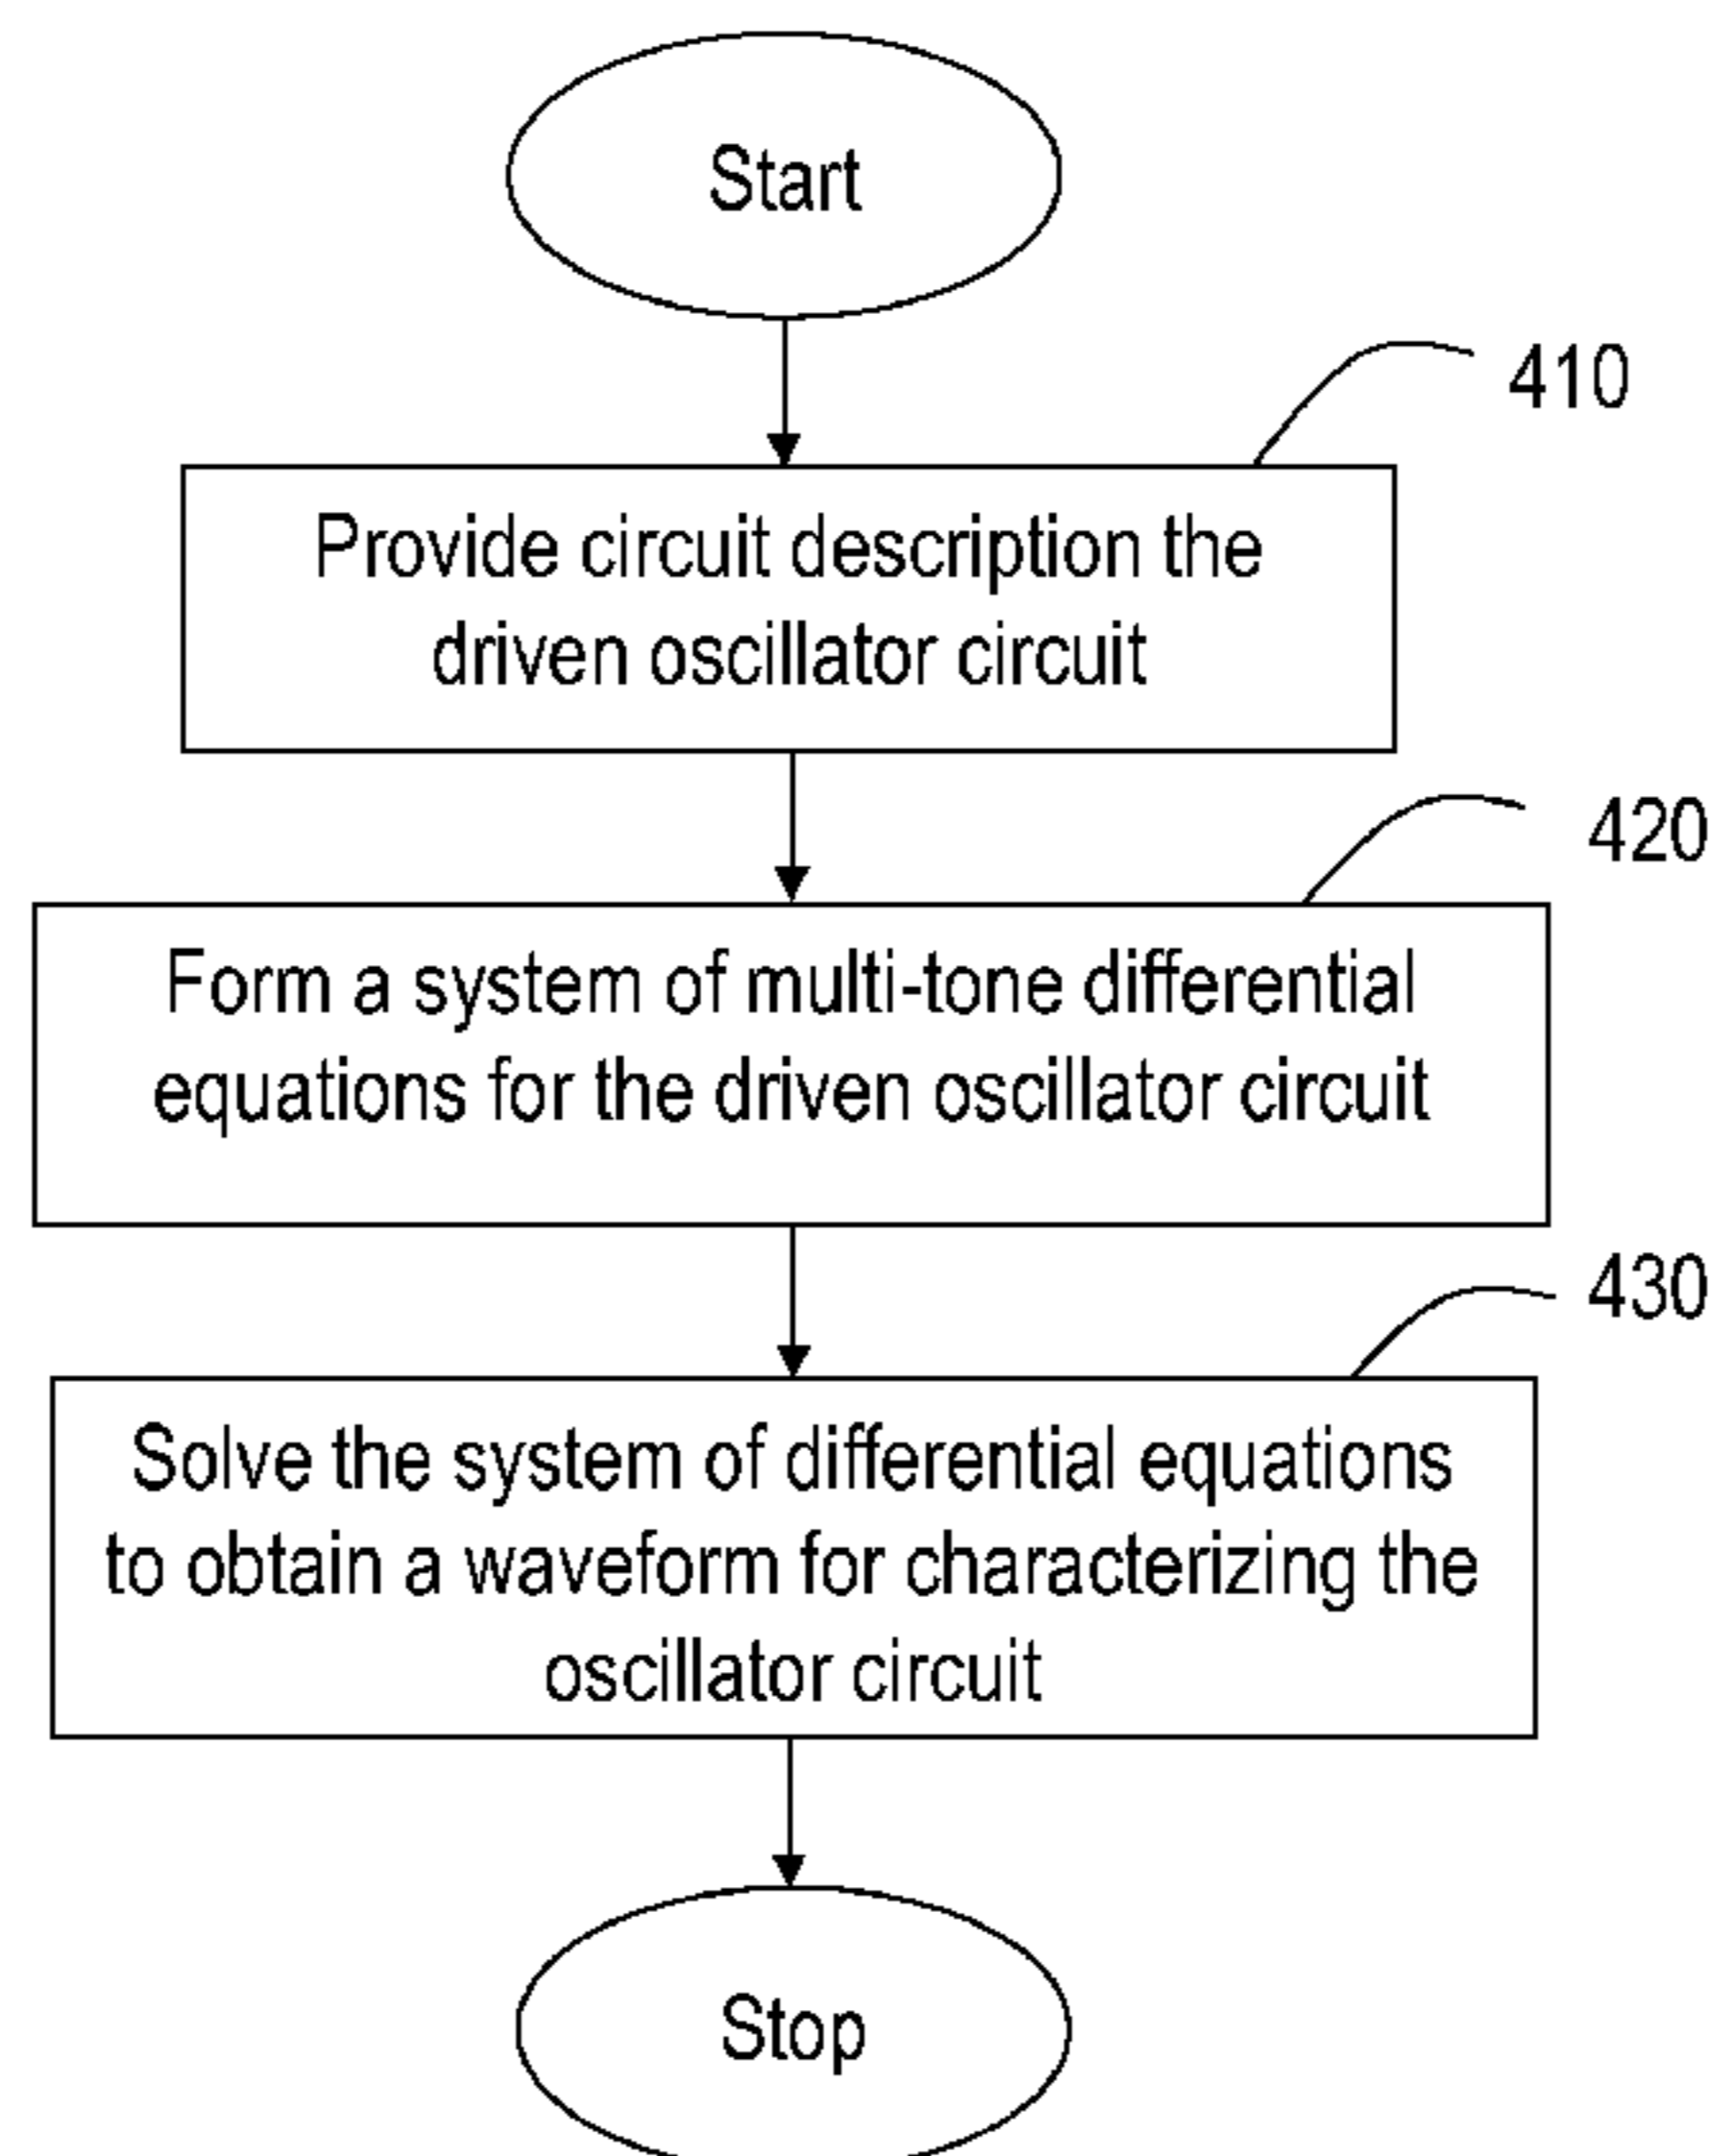 Start
410
Provide circuit description the
driven oscillator circuit
420
Form a system of multi-tone differential
equations for the driven oscillator circuit
430
Solve the system of differential equations
to obtain a waveform for characterizing the
oscillator circuit
Stop